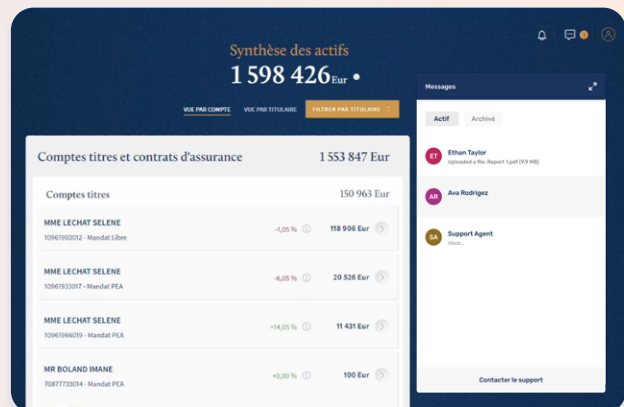 Synthèse des actifs
1 598 426 Eur
VUE PAR COMPTE VUE PAR TITULAIRE FILTRER PAR TITULAIRE
Comptes titres et contrats d'assurance 1 553 847 Eur
Comptes titres 150 963 Eur
MME LECHAT SELENE
-1,05 % 118 906 Eur
10961903012 - Mandat Libre
MME LECHAT SELENE
-6,05 % 20 526 Eur
10961933017 - Mandat PEA
MME LECHAT SELENE
+14,05 % 11 431 Eur
10961966019 - Mandat PEA
MR BOLAND IMANE
+0,00 % 100 Eur
70877733014 - Mandat PEA
Messages
Actif Archivé
ET Ethan Taylor
Uploaded a file: Report 1.pdf (9.9 MB)
AR Ava Rodrigez
SA Support Agent
Contacter le support